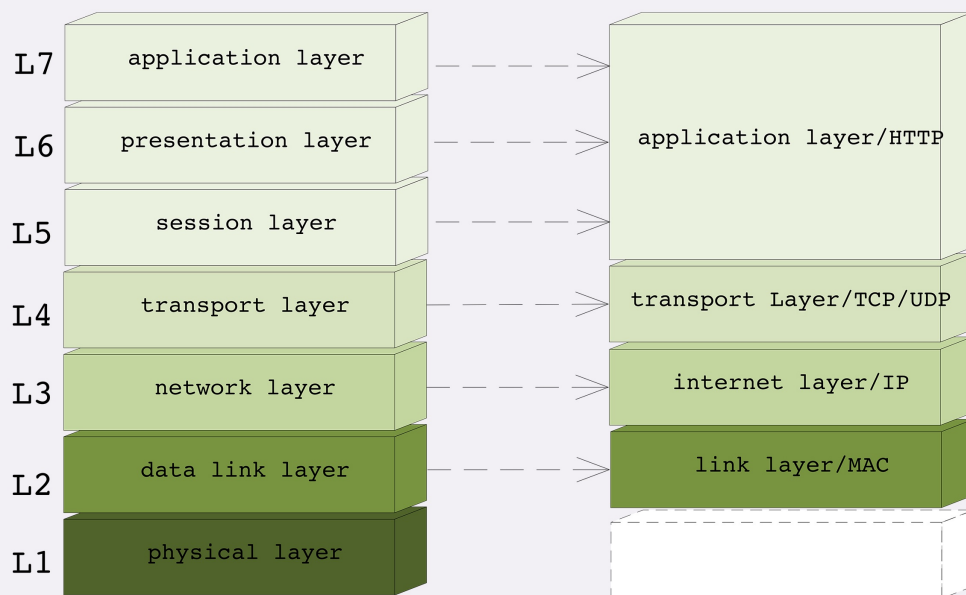 L7
application layer
L6
presentation layer
application layer/HTTP
L5
session layer
L4
transport layer
transport Layer/TCP/UDP
L3
network layer
internet layer/IP
L2
data link layer
link layer/MAC
L1
physical layer